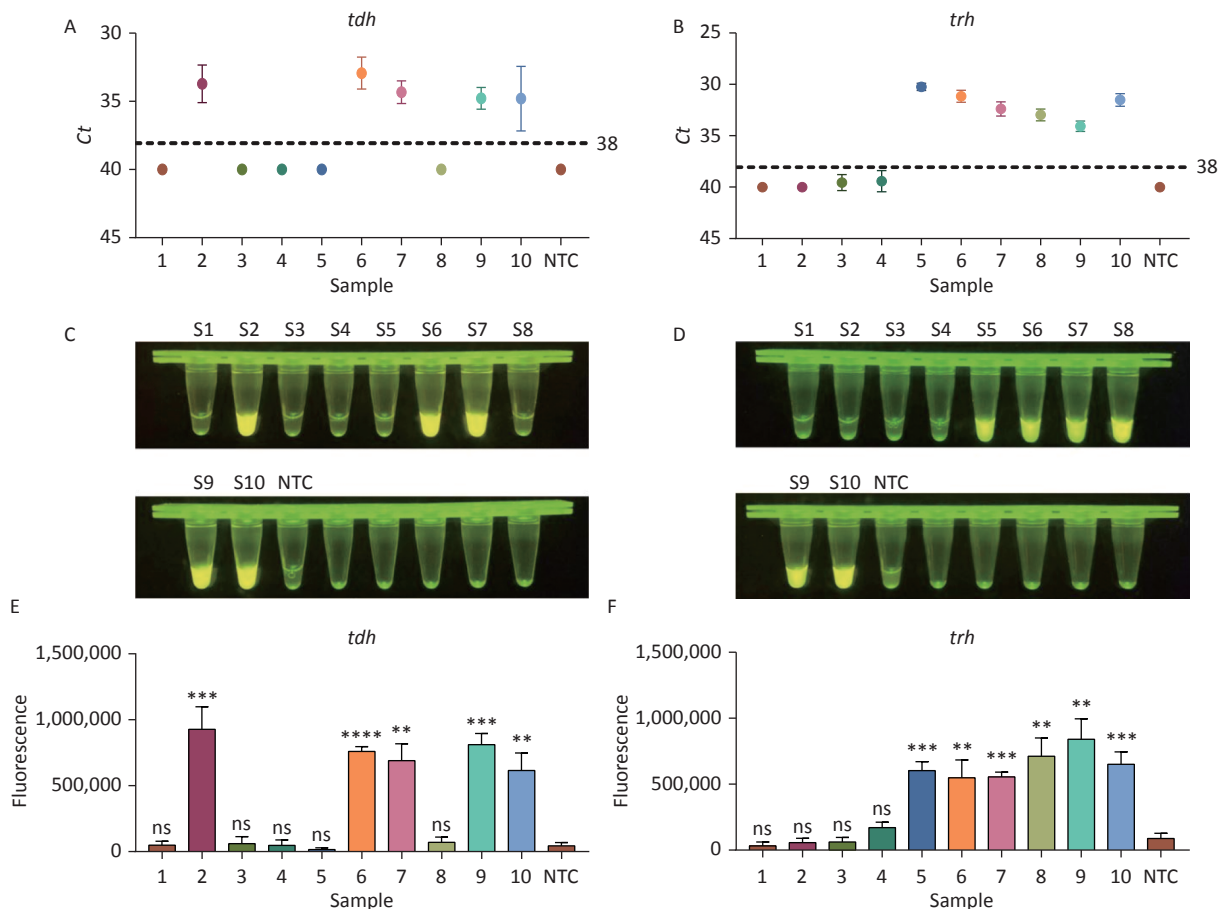 A
tdh
30
35
40
45
Ct
38
1 2 3 4 5 6 7 8 9 10 NTC
Sample
B
trh
25
30
35
40
45
38
1 2 3 4 5 6 7 8 9 10 NTC
Sample
C
S1 S2 S3 S4 S5 S6 S7 S8
S9 S10 NTC
D
S1 S2 S3 S4 S5 S6 S7 S8
S9 S10 NTC
E
tdh
1,500,000
1,000,000
500,000
0
Fluorescence
ns *** ns ns ns **** ** ns *** **
1 2 3 4 5 6 7 8 9 10 NTC
Sample
F
trh
1,500,000
1,000,000
500,000
0
Fluorescence
ns ns ns ns *** ** *** ** ** ***
1 2 3 4 5 6 7 8 9 10 NTC
Sample